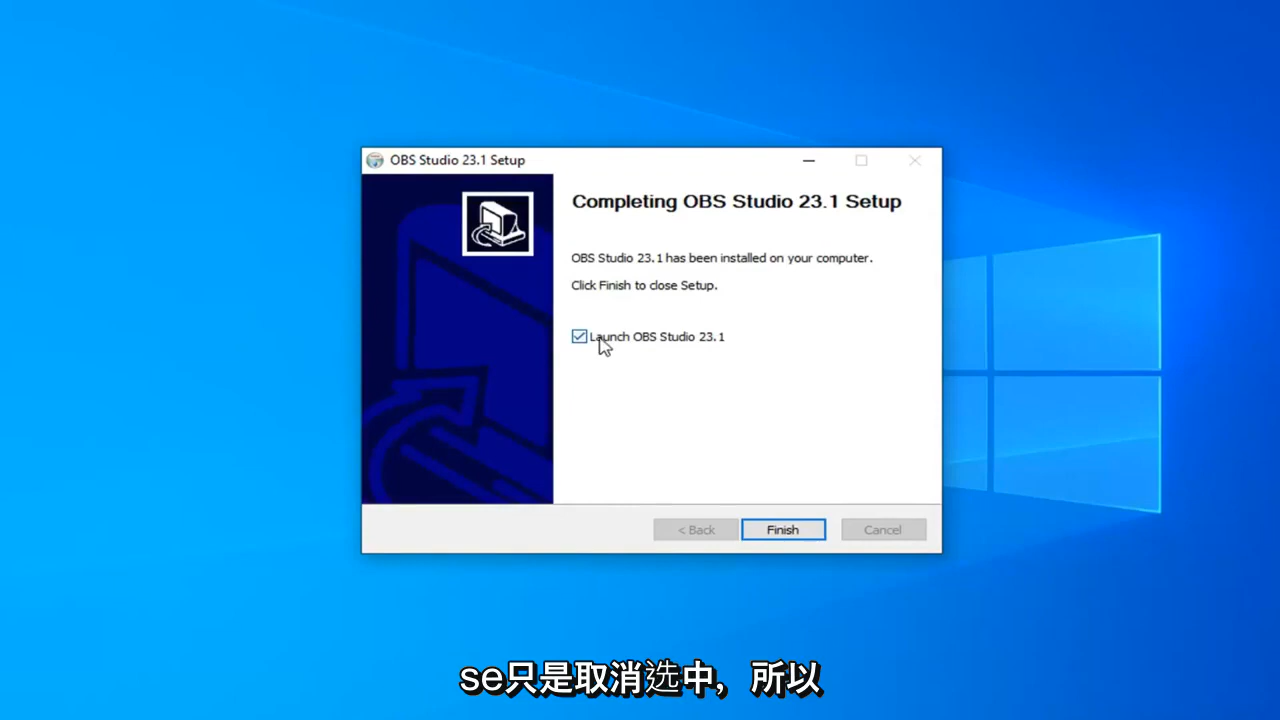 OBS Studio 23.1 Setup
Completing OBS Studio 23.1 Setup
OBS Studio 23.1 has been installed on your computer.
Click Finish to close Setup.
Launch OBS Studio 23.1
< Back
Finish
Cancel
se只是取消选中，所以